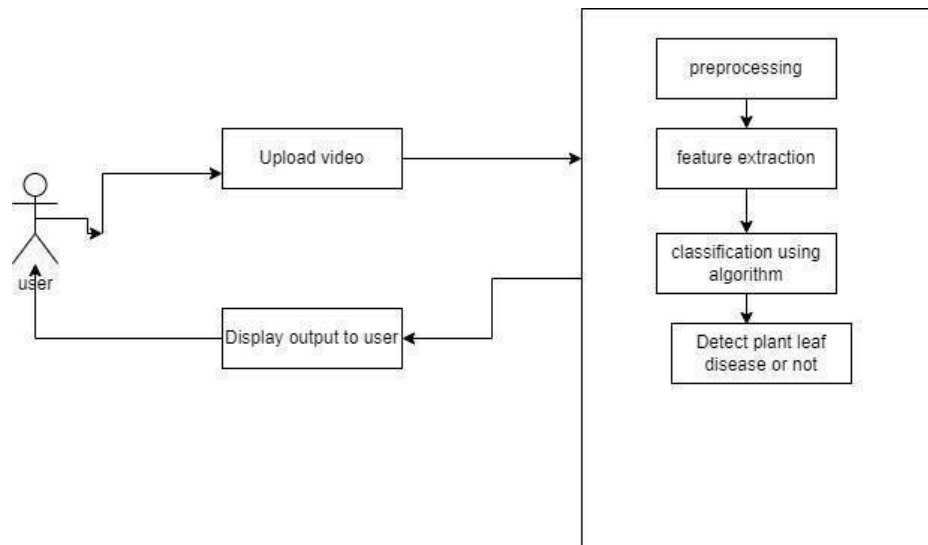 preprocessing
Upload video
feature extraction
user
classification using
algorithm
Display output to user
Detect plant leaf
disease or not